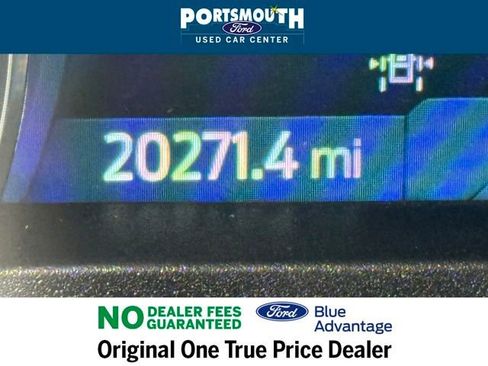 PORTSMOUTH
Ford
USED CAR CENTER
20271.4 mi
NO DEALER FEES GUARANTEED
Ford
Blue Advantage
Original One True Price Dealer